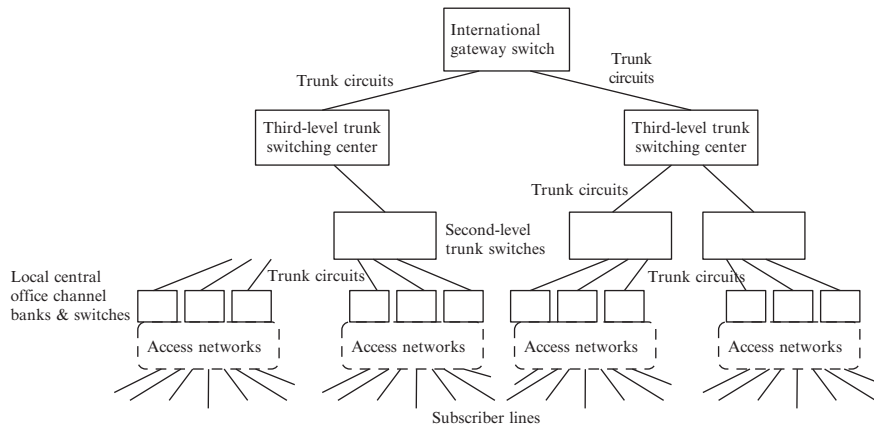 International
gateway switch
Trunk circuits
Trunk
circuits
Third-level trunk
switching center
Third-level trunk
switching center
Trunk circuits
Second-level
trunk switches
Local central
office channel
banks & switches
Trunk circuits
Trunk circuits
Access networks
Access networks
Access networks
Access networks
Subscriber lines